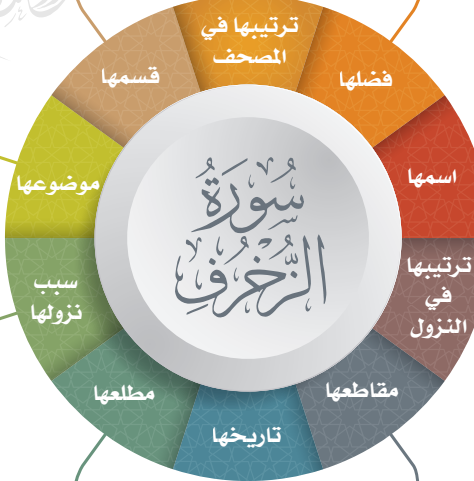 ترتيبها في
المصحف
فضلها
اسمها
ترتيبها
في
النزول
مقاطعها
تاريخها
مطلعها
سبب
نزولها
موضوعها
قسمها
سُورَةُ
الزُّخْرُفِ